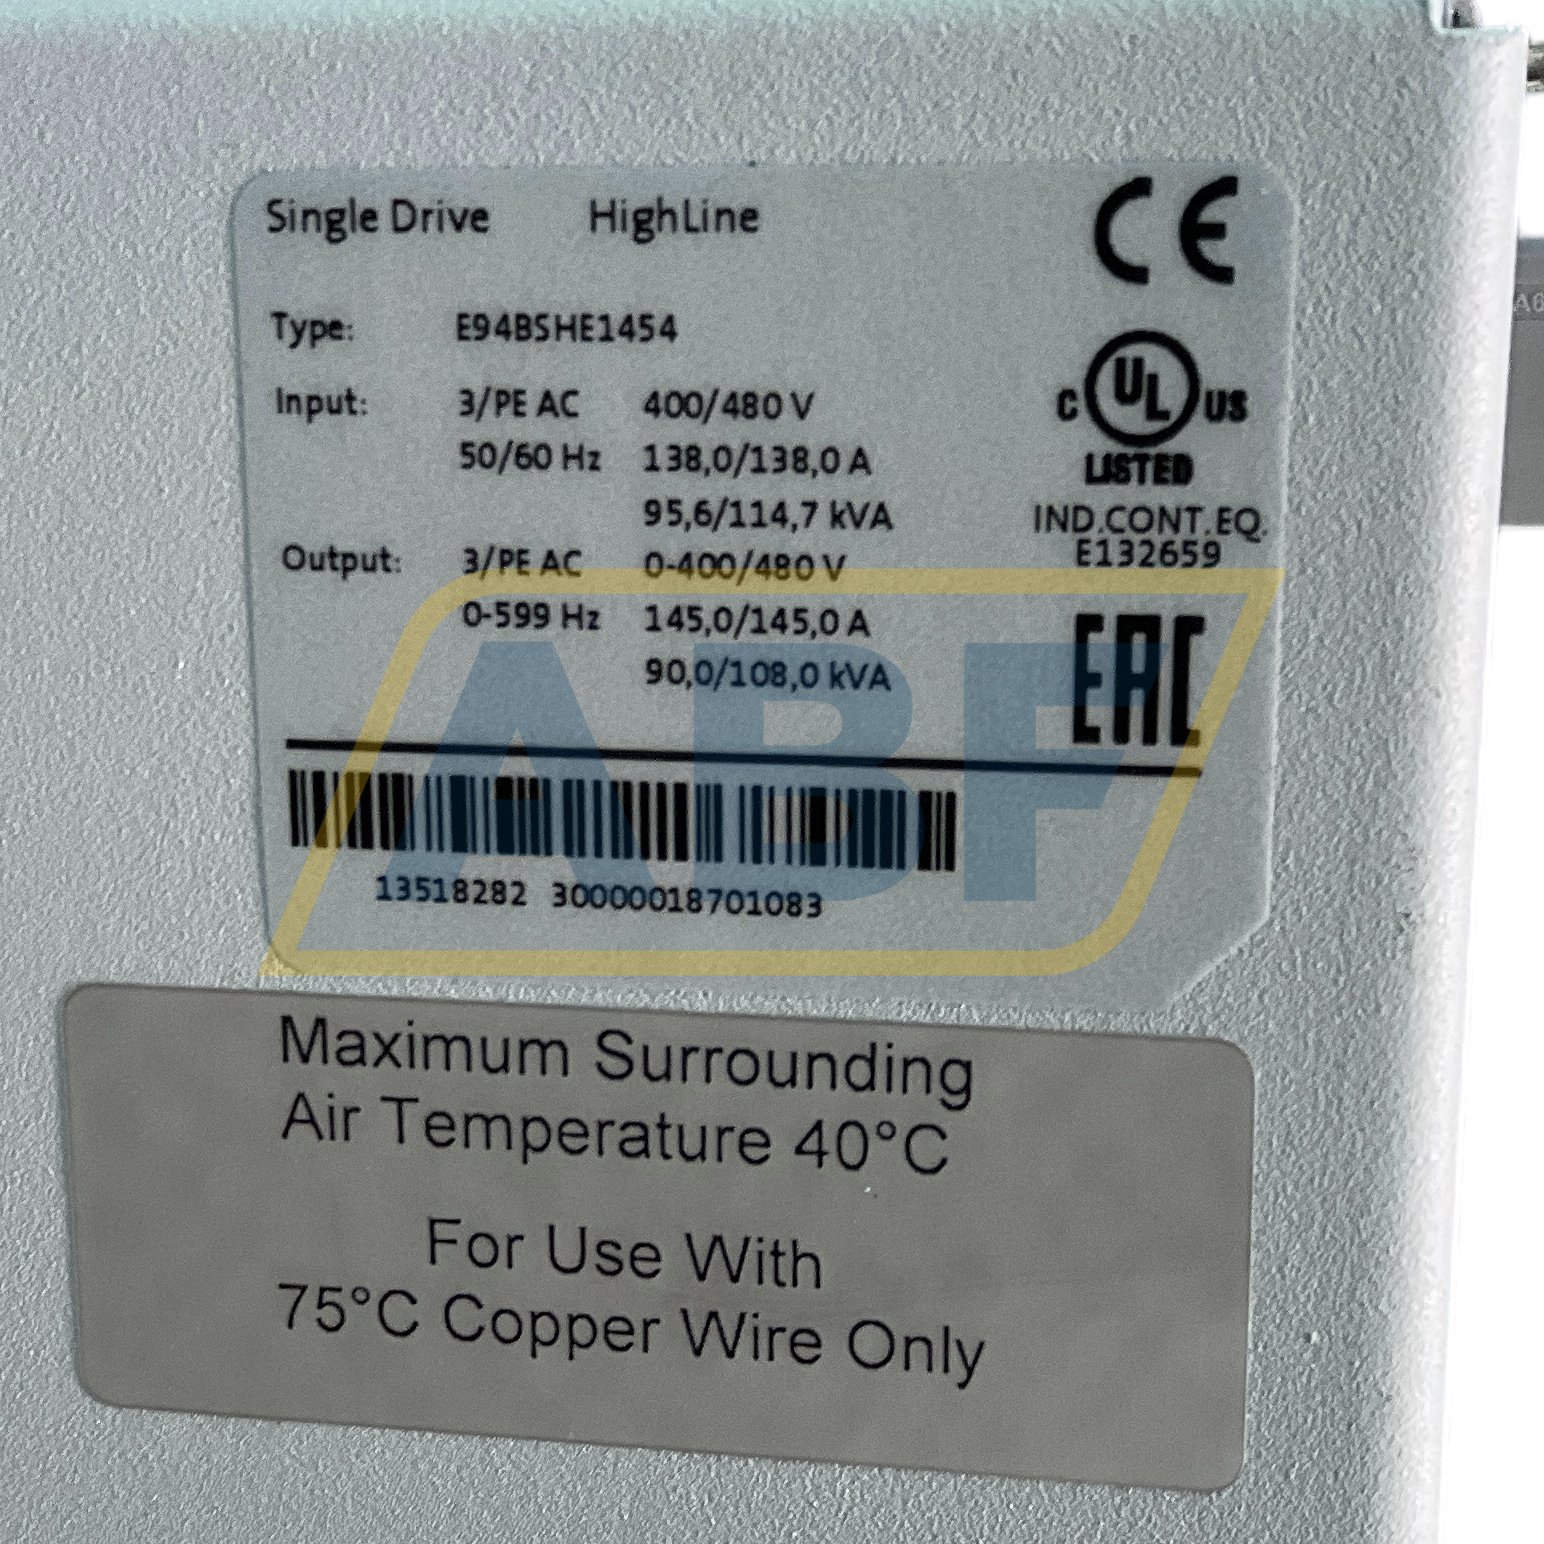 Single Drive HighLine
CE
Type: E94BSHE1454
Input: 3/PE AC 400/480 V
50/60 Hz 138,0/138,0 A
95,6/114,7 kVA
Output: 3/PE AC 0-400/480 V
0-599 Hz 145,0/145,0 A
90,0/108,0 kVA
C UL US
LISTED
IND.CONT.EQ.
E132659
EAC
ABF
13518282 30000018701083
Maximum Surrounding
Air Temperature 40°C
For Use With
75°C Copper Wire Only